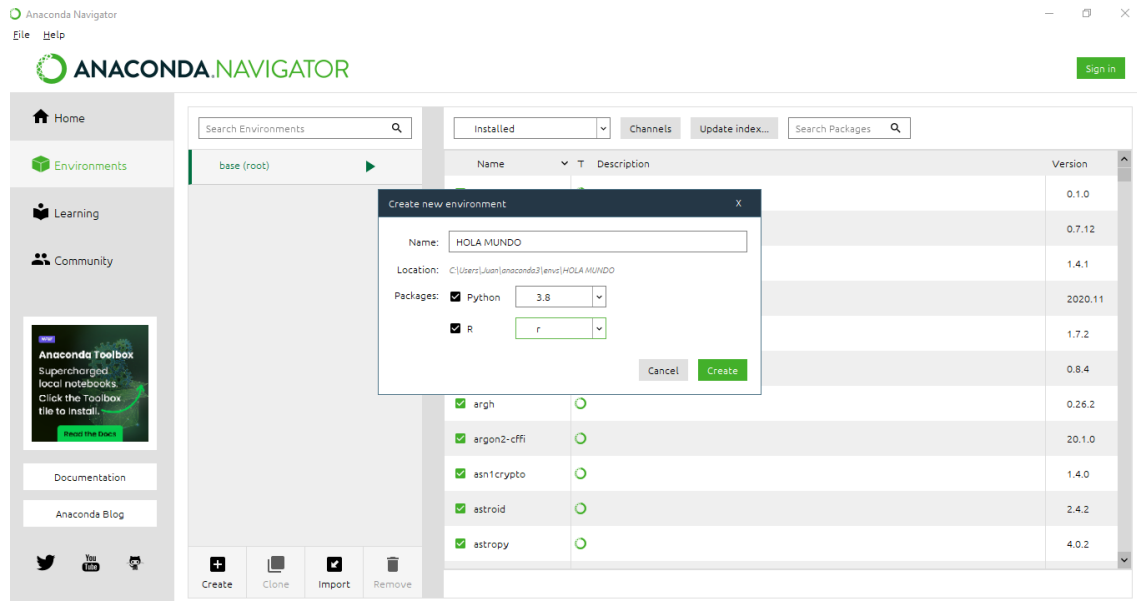 Anaconda Navigator
File Help
ANACONDA.NAVIGATOR
Sign in
Home
Environments
Learning
Community
NEW
Anaconda Toolbox
Supercharged
local notebooks.
Click the Toolbox
tile to install.
Read the Docs
Documentation
Anaconda Blog
You
Tube
Search Environments
base (root)
Create Clone Import Remove
Installed Channels Update index... Search Packages
Name T Description Version
0.1.0
0.7.12
1.4.1
2020.11
1.7.2
0.8.4
argh 0.26.2
argon2-cffi 20.1.0
asn1crypto 1.4.0
astroid 2.4.2
astropy 4.0.2
Create new environment X
Name: HOLA MUNDO
Location: C:\Users\Juan\anaconda3\envs\HOLA MUNDO
Packages: Python 3.8
R r
Cancel Create